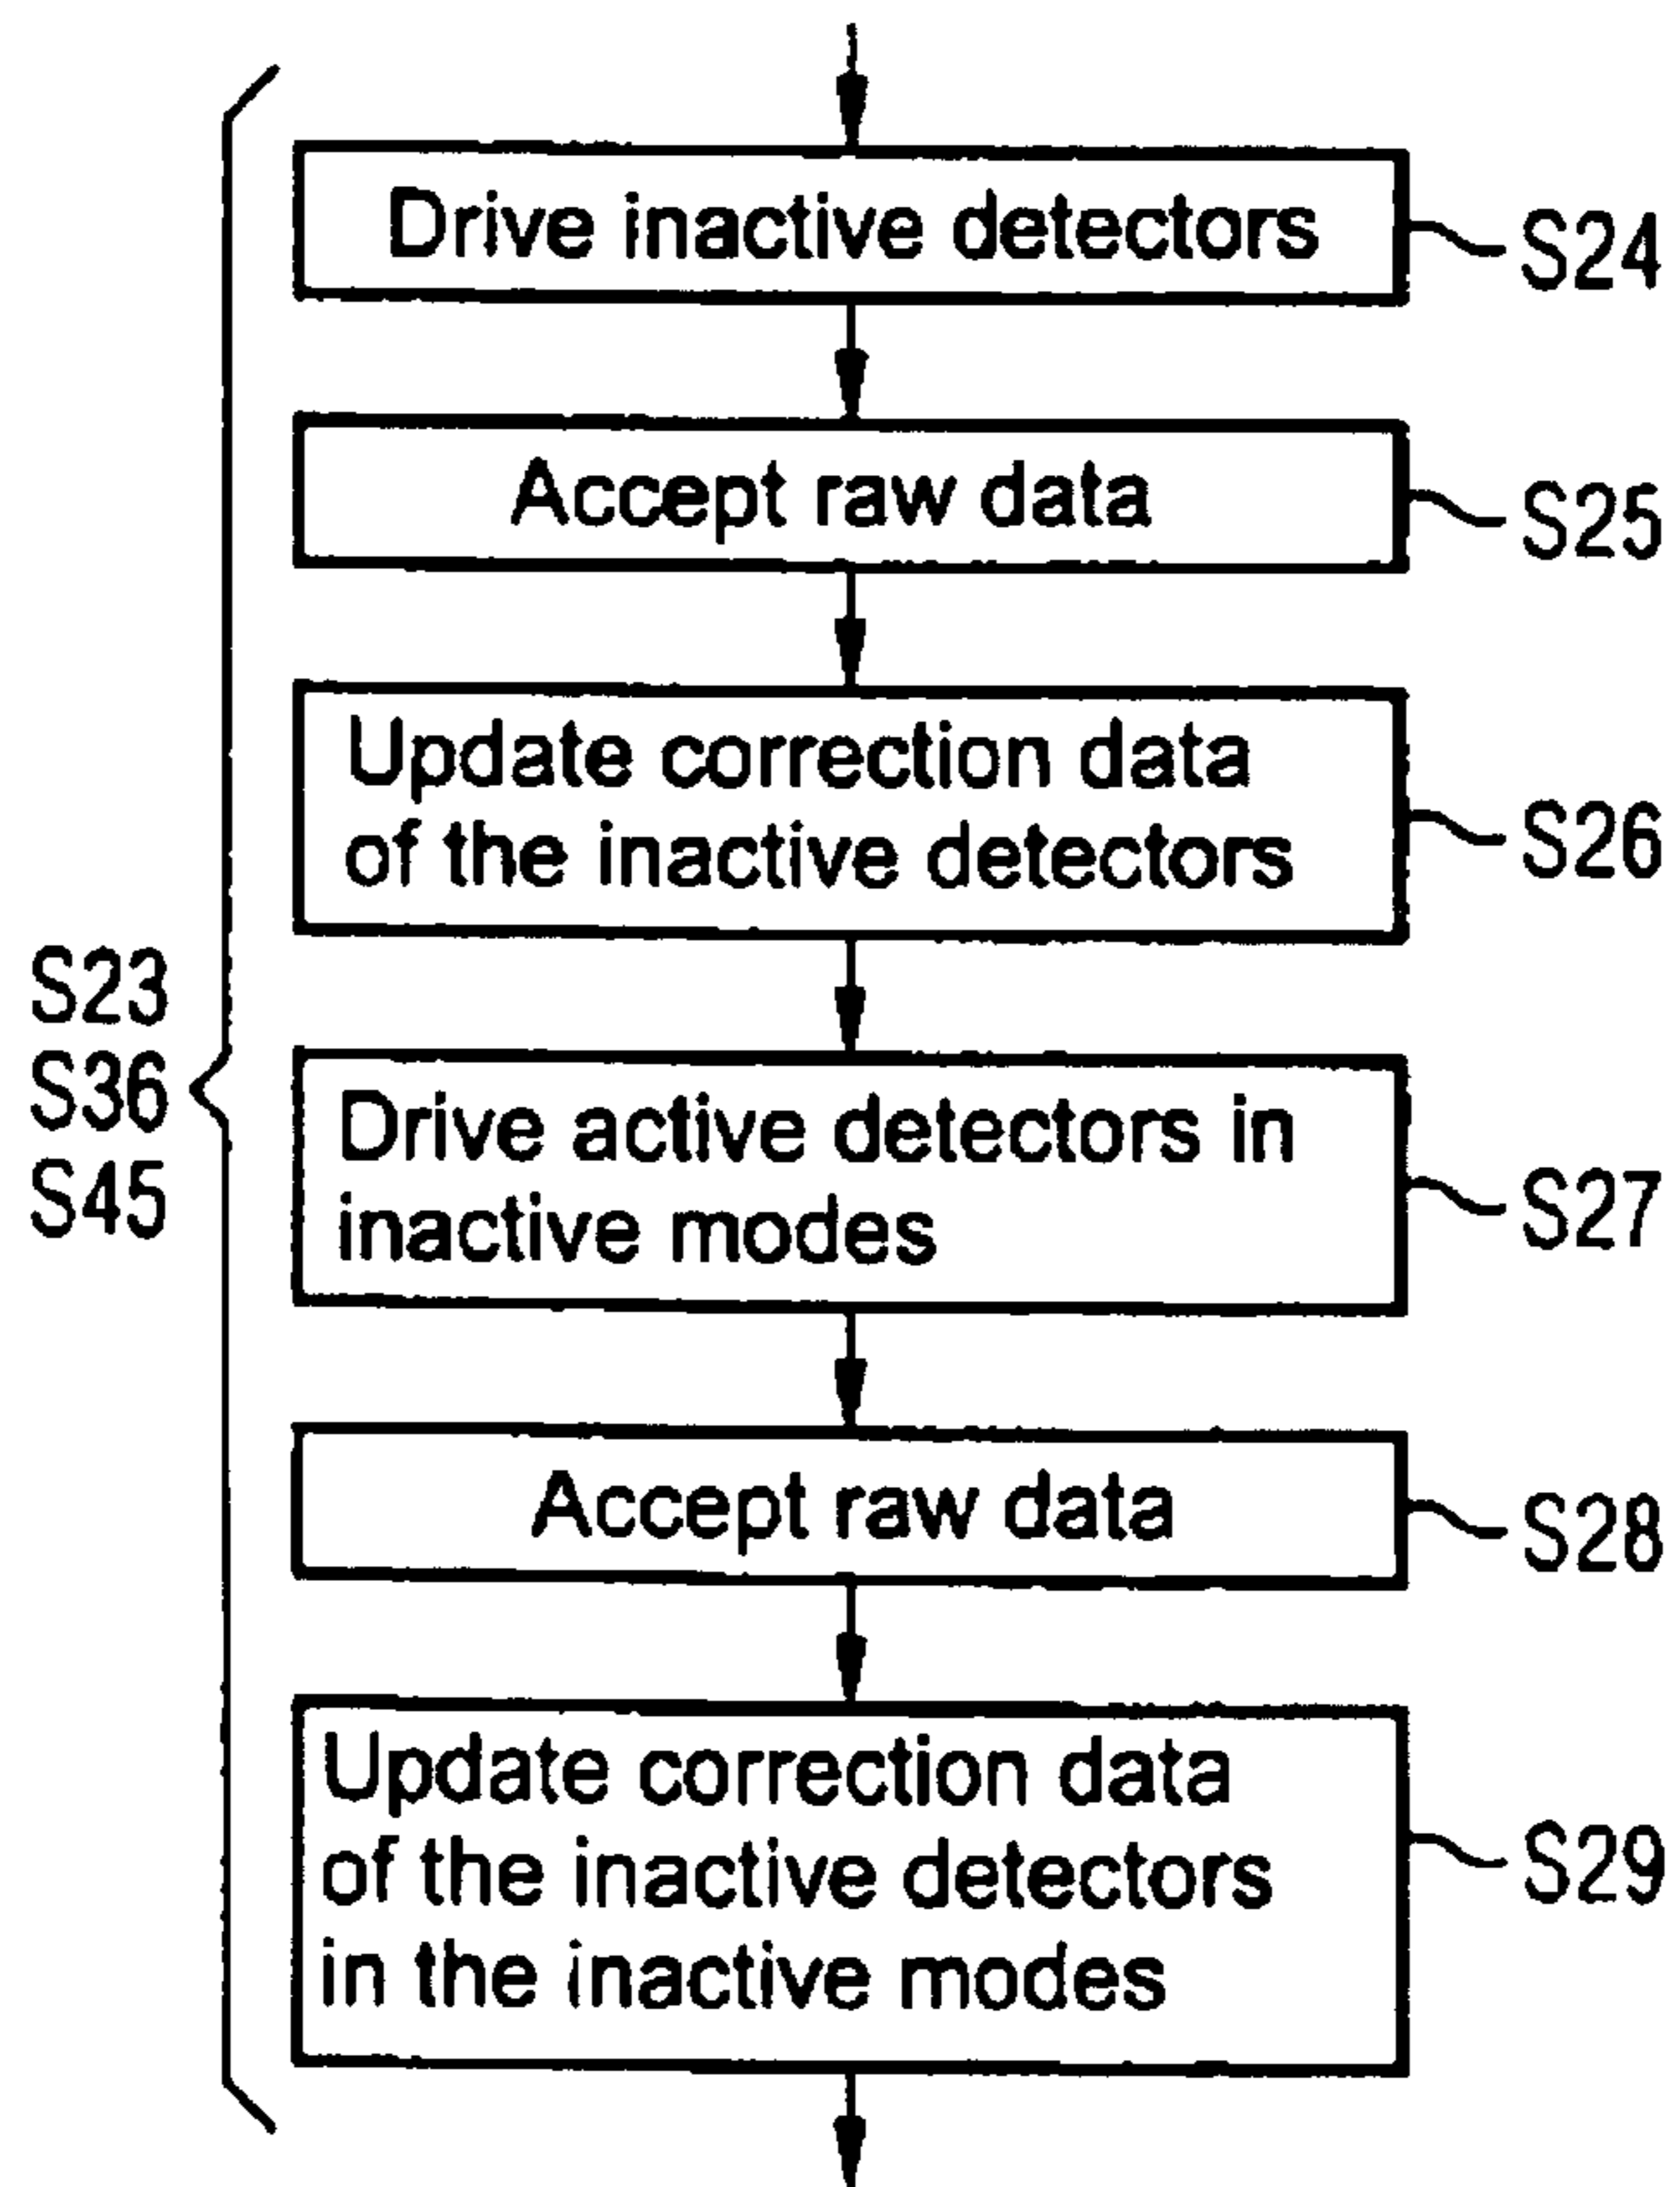 Drive inactive detectors
S24
Accept raw data
S25
Update correction data
of the inactive detectors
S26
S23
S36
S45
Drive active detectors in
inactive modes
S27
Accept raw data
S28
Update correction data
of the inactive detectors
in the inactive modes
S29